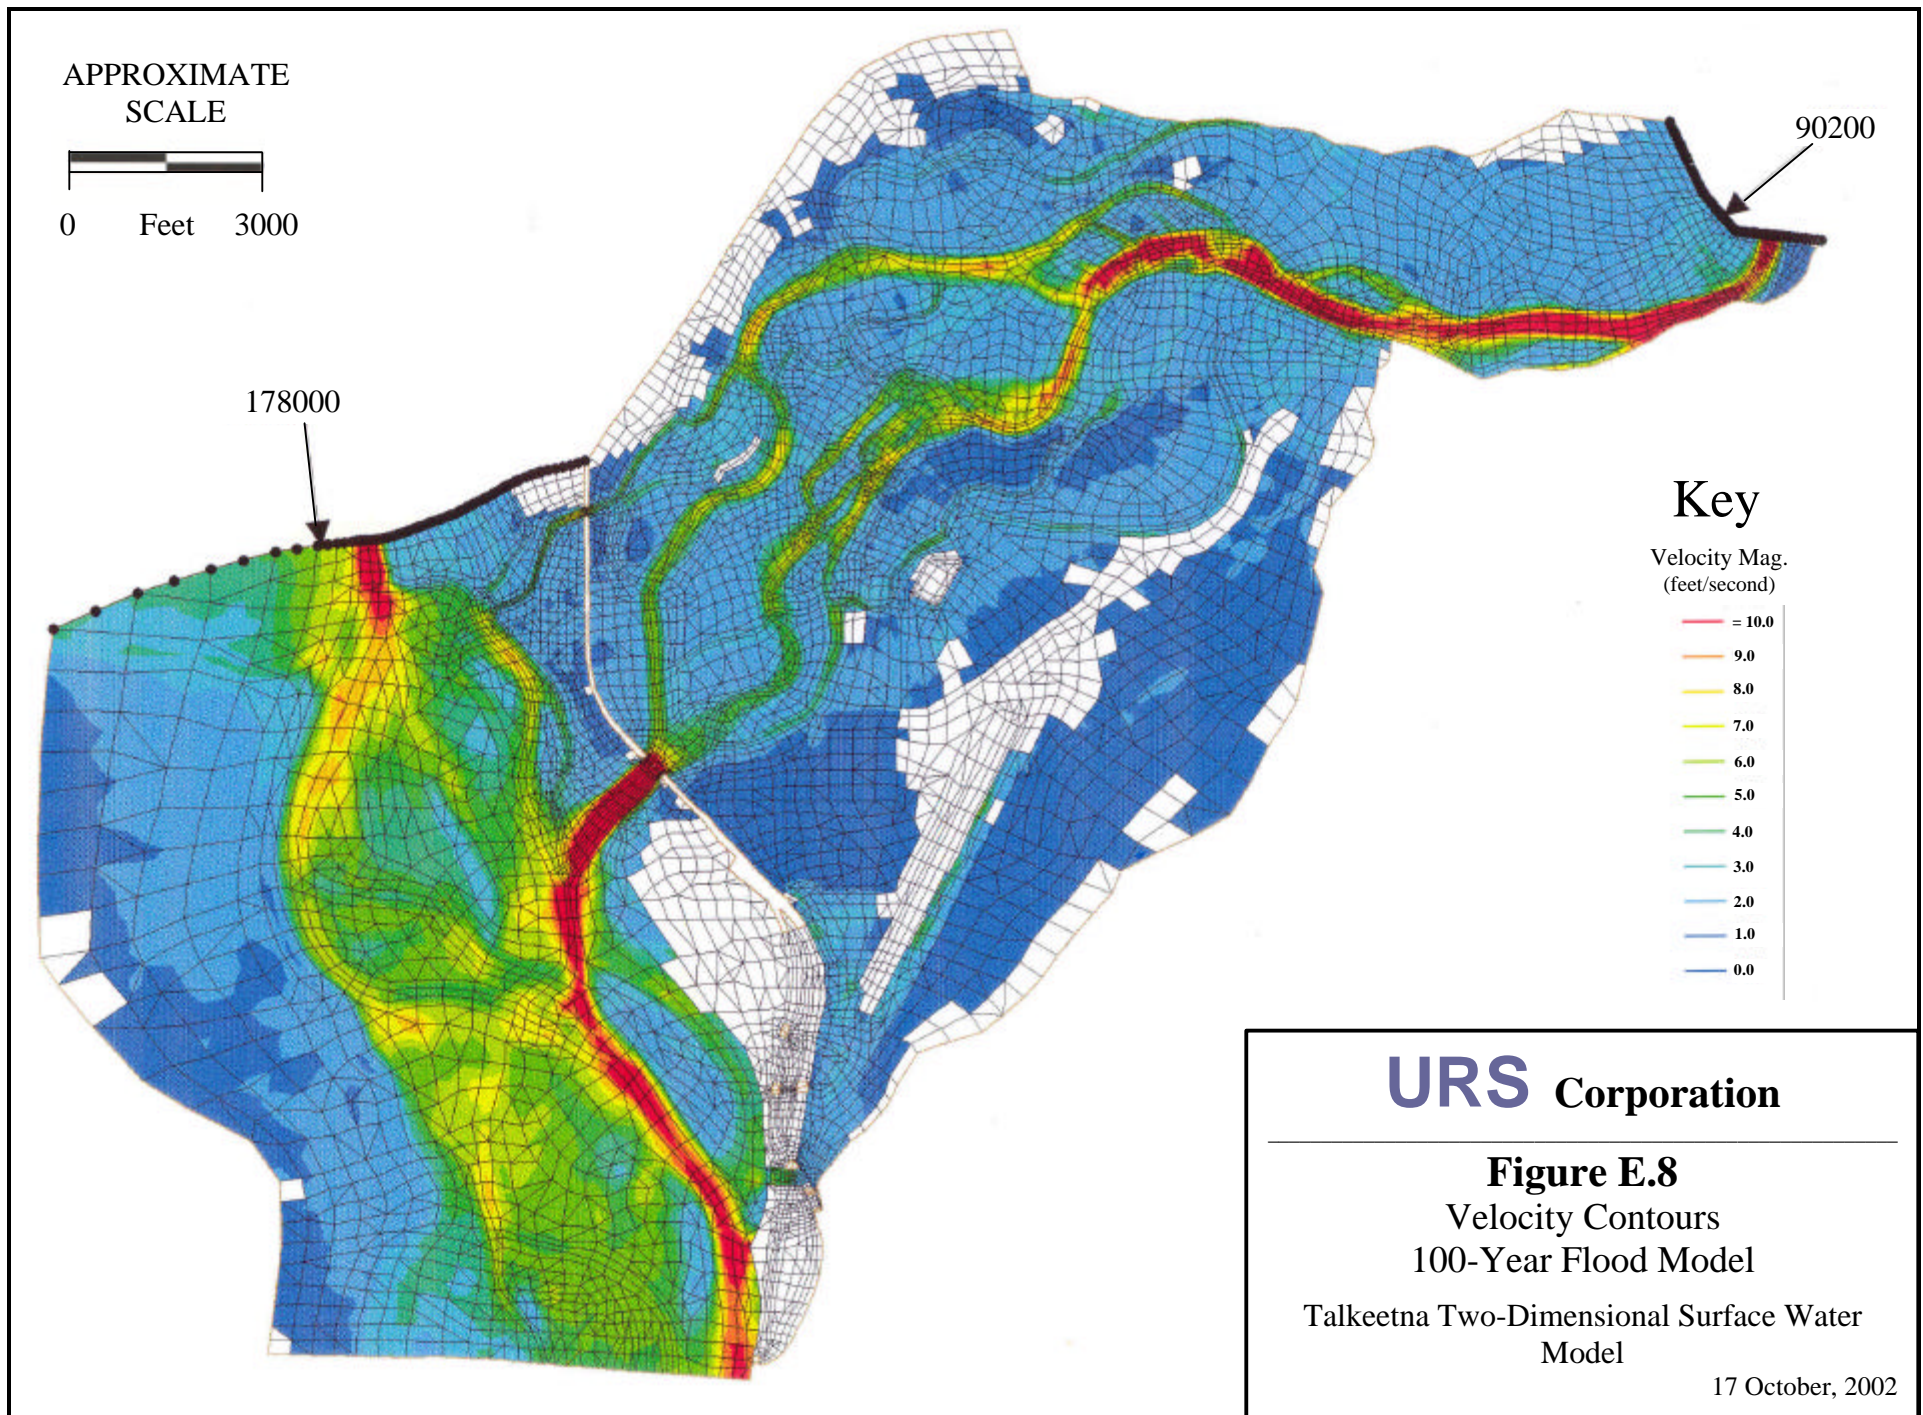 APPROXIMATE
SCALE
0 Feet 3000
90200
178000
Key
Velocity Mag.
(feet/second)
= 10.0
9.0
8.0
7.0
6.0
5.0
4.0
3.0
2.0
1.0
0.0
URS Corporation
Figure E.8
Velocity Contours
100-Year Flood Model
Talkeetna Two-Dimensional Surface Water
Model
17 October, 2002